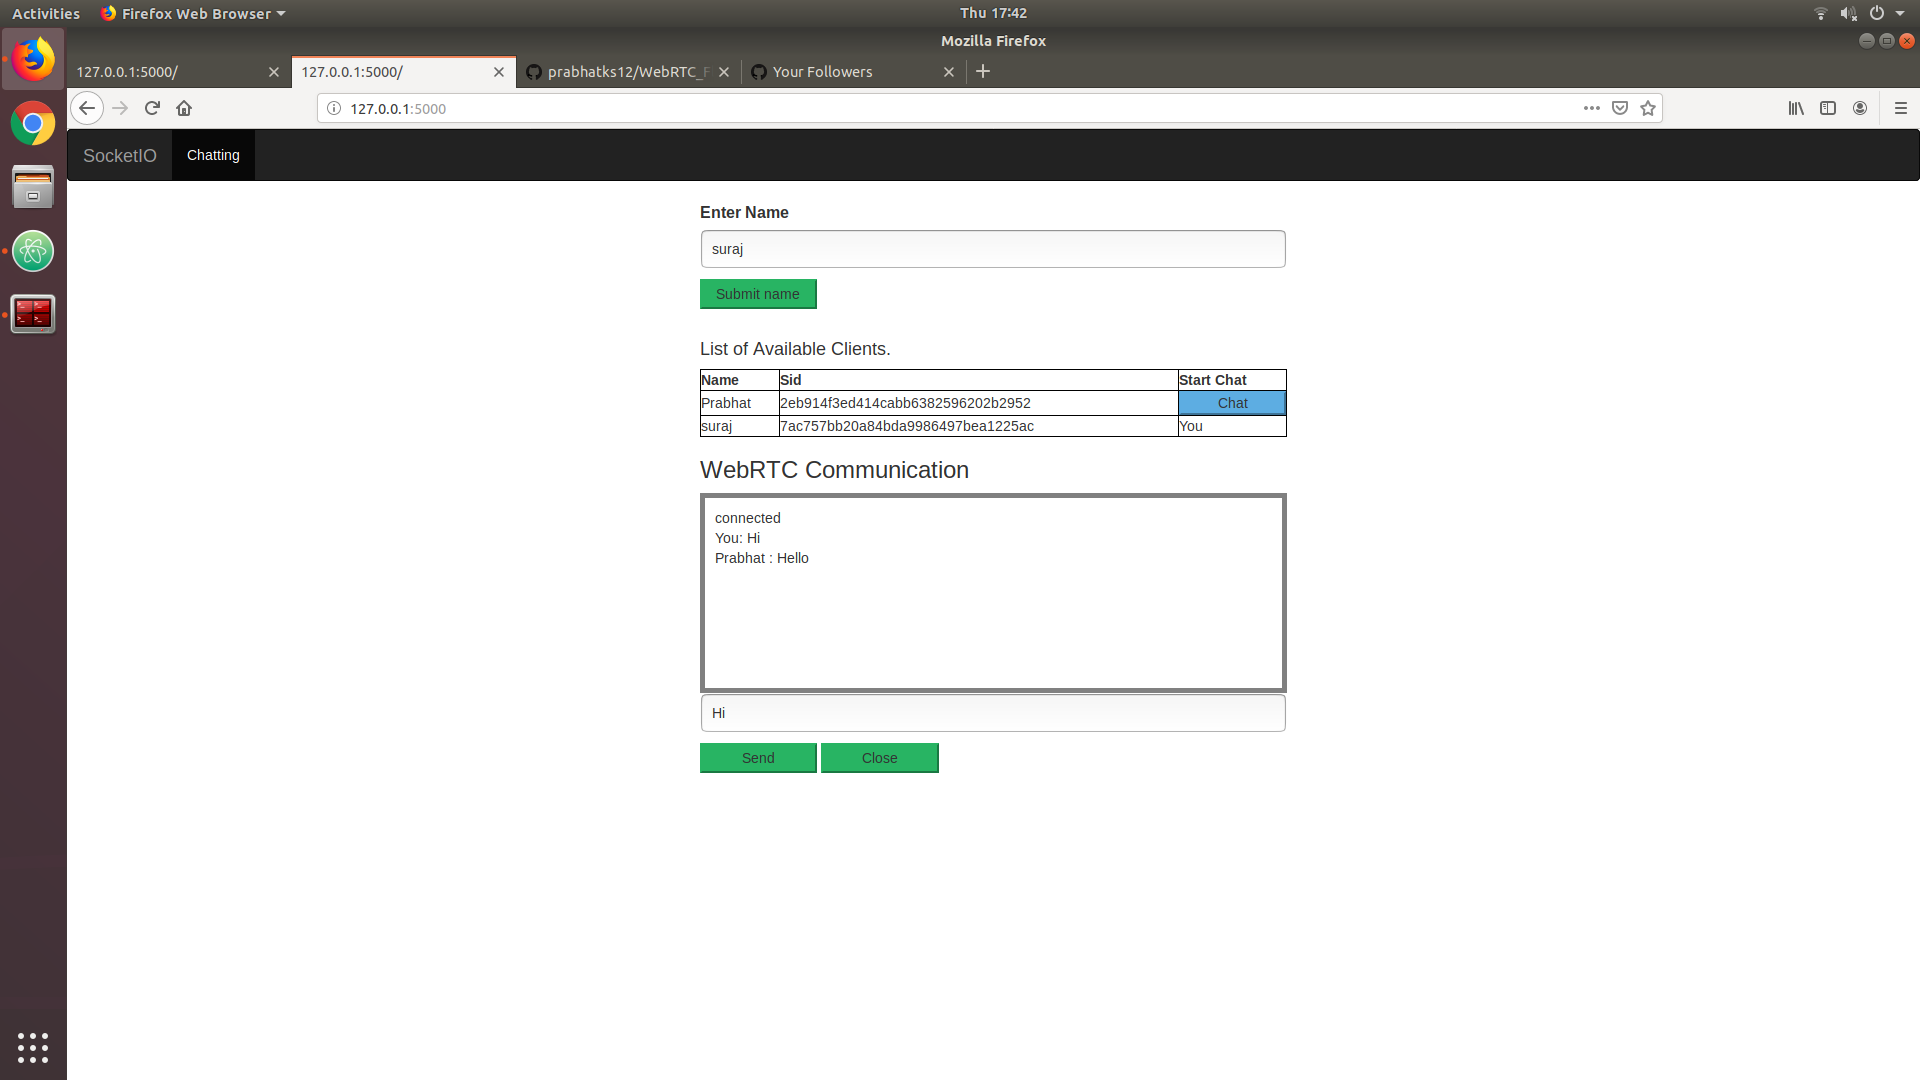 Activities Firefox Web Browser Thu 17:42
Mozilla Firefox
127.0.0.1:5000/ 127.0.0.1:5000/ prabhatks12/WebRTC_F Your Followers
127.0.0.1:5000
SocketIO Chatting
Enter Name
suraj
Submit name
List of Available Clients.
Name Sid Start Chat
Prabhat 2eb914f3ed414cabb6382596202b2952 Chat
suraj 7ac757bb20a84bda9986497bea1225ac You
WebRTC Communication
connected
You: Hi
Prabhat : Hello
Hi
Send Close